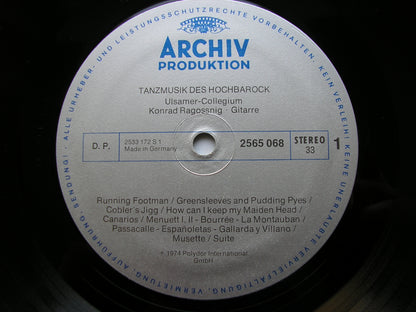 ALLE URHEBER- UND LEISTUNGSSCHUTZRECHTE VORBEHALTEN. KEIN VERLEIH! KEINE UNERLAUBTE VERVIELFÄLTIGUNG, VERMIETUNG, AUFFÜHRUNG, SENDUNG!
ARCHIV
PRODUKTION
TANZMUSIK DES HOCHBAROCK
Ulsamer-Collegium
Konrad Ragossnig · Gitarre
D. P.
2533 172 S 1
Made in Germany
2565 068
STEREO
33
1
Running Footman / Greensleeves and Pudding Pyes /
Cobler's Jigg / How can I keep my Maiden Head /
Canarios / Menuett I. II - Bourrée - La Montauban /
Passacalle - Españoletas - Gallarda y Villano /
Musette / Suite
℗ 1974 Polydor International
GmbH